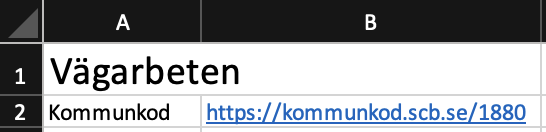 A B
1 Vägarbeten
2 Kommunkod https://kommunkod.scb.se/1880